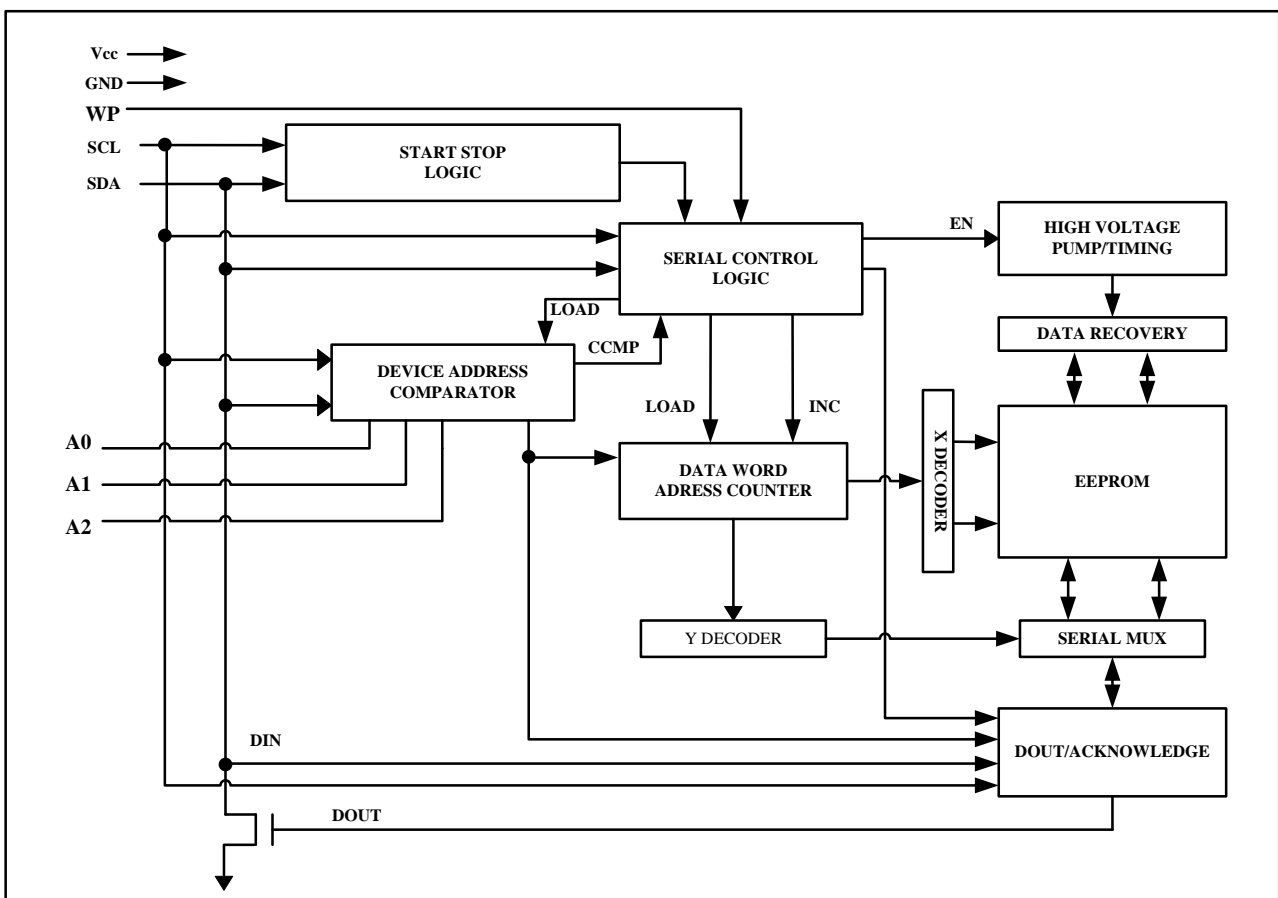 Vcc
GND
WP
SCL
SDA
START STOP
LOGIC
SERIAL CONTROL
LOGIC
EN
HIGH VOLTAGE
PUMP/TIMING
LOAD
CCMP
DATA RECOVERY
DEVICE ADDRESS
COMPARATOR
LOAD
INC
X DECODER
A0
A1
A2
DATA WORD
ADRESS COUNTER
EEPROM
Y DECODER
SERIAL MUX
DIN
DOUT/ACKNOWLEDGE
DOUT